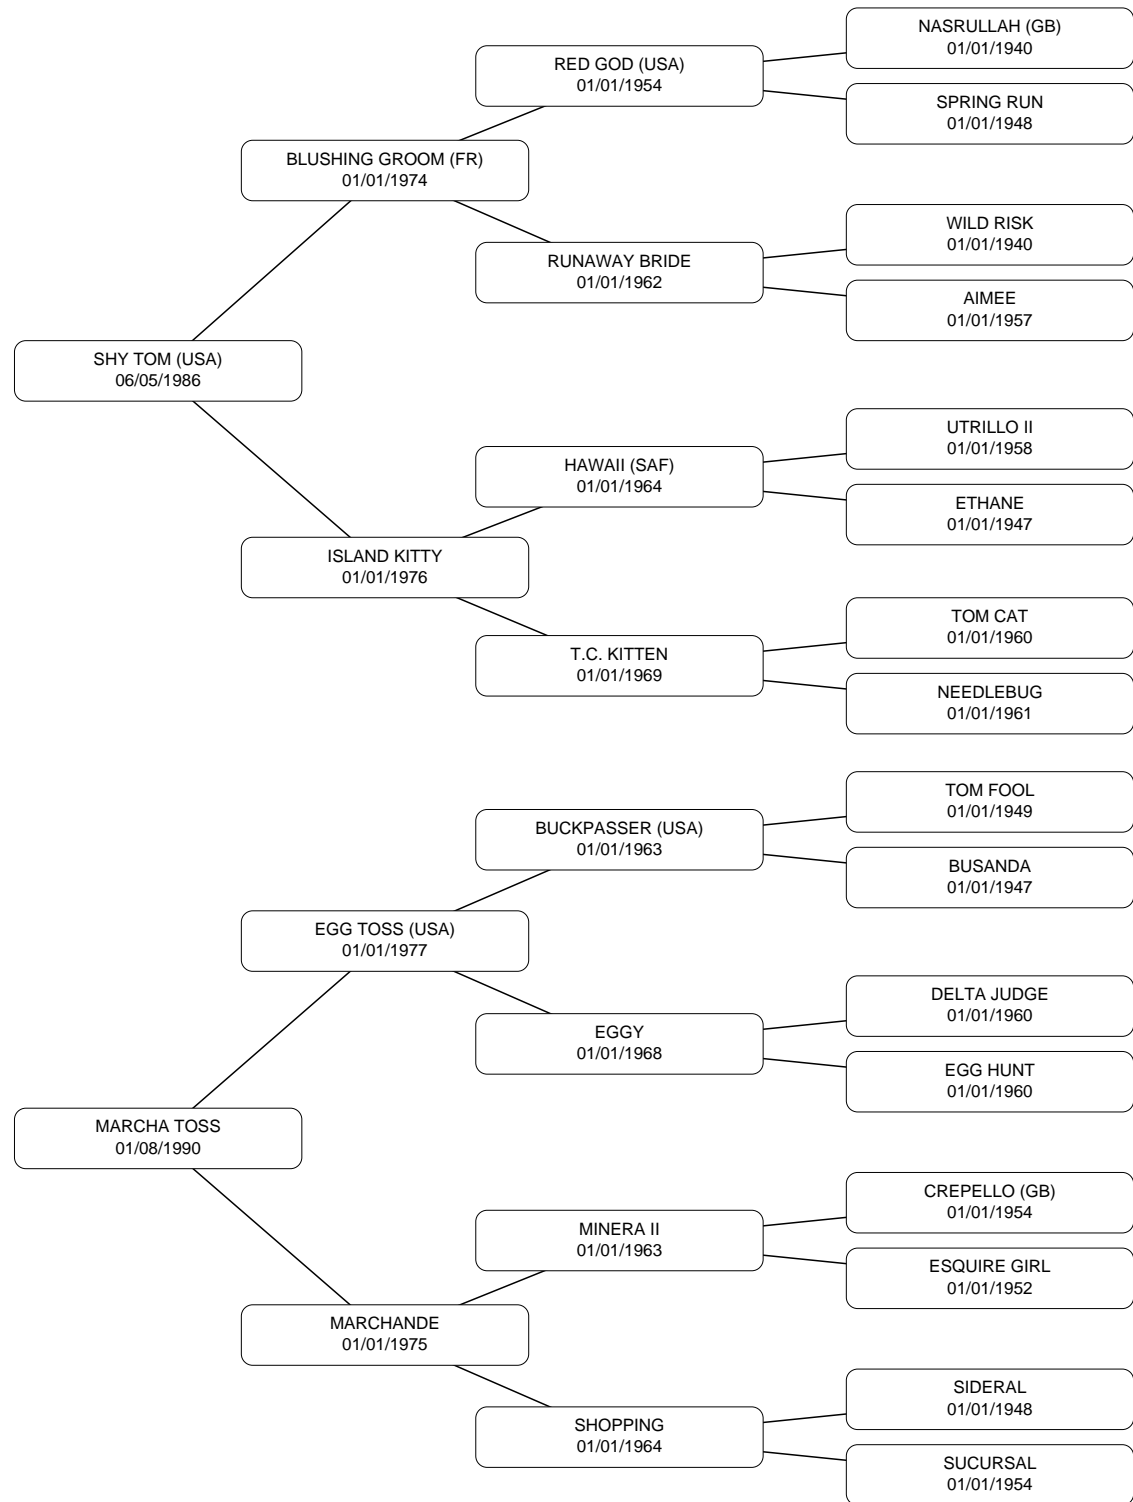 NASRULLAH (GB)
01/01/1940
RED GOD (USA)
01/01/1954
SPRING RUN
01/01/1948
BLUSHING GROOM (FR)
01/01/1974
WILD RISK
01/01/1940
RUNAWAY BRIDE
01/01/1962
AIMEE
01/01/1957
SHY TOM (USA)
06/05/1986
UTRILLO II
01/01/1958
HAWAII (SAF)
01/01/1964
ETHANE
01/01/1947
ISLAND KITTY
01/01/1976
TOM CAT
01/01/1960
T.C. KITTEN
01/01/1969
NEEDLEBUG
01/01/1961
TOM FOOL
01/01/1949
BUCKPASSER (USA)
01/01/1963
BUSANDA
01/01/1947
EGG TOSS (USA)
01/01/1977
DELTA JUDGE
01/01/1960
EGGY
01/01/1968
EGG HUNT
01/01/1960
MARCHA TOSS
01/08/1990
CREPELLO (GB)
01/01/1954
MINERA II
01/01/1963
ESQUIRE GIRL
01/01/1952
MARCHANDE
01/01/1975
SIDERAL
01/01/1948
SHOPPING
01/01/1964
SUCURSAL
01/01/1954